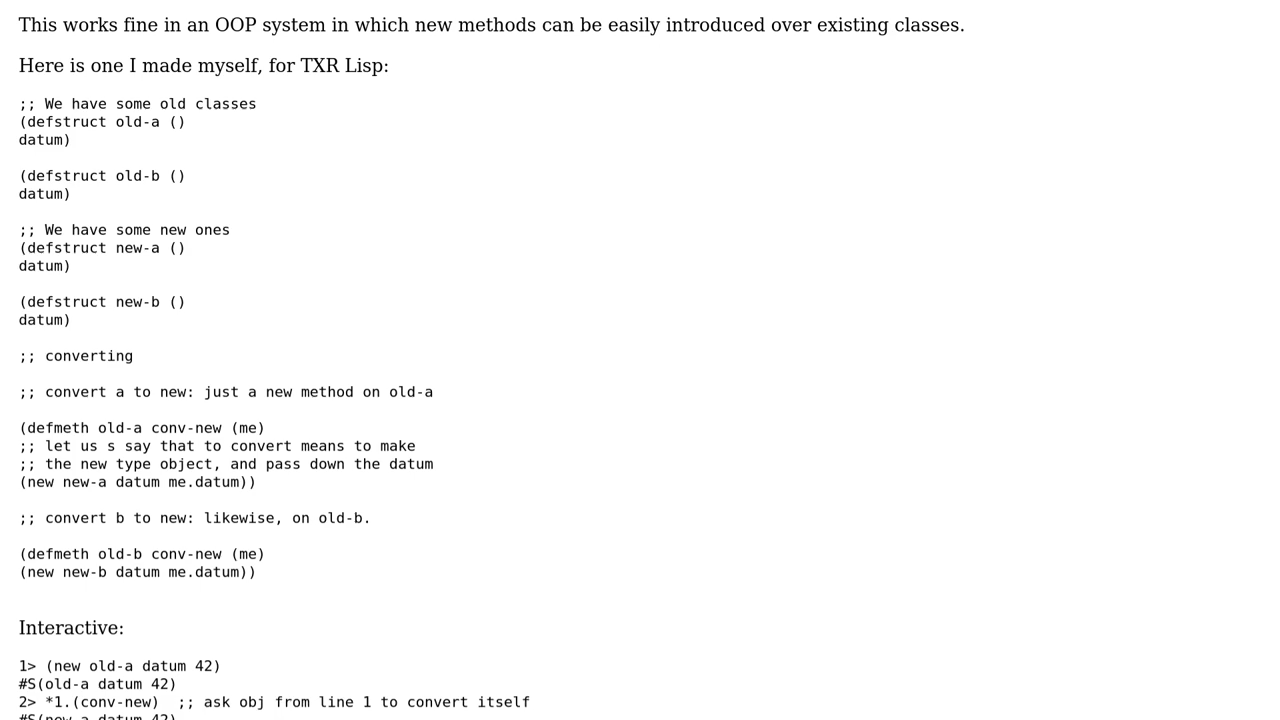 This works fine in an OOP system in which new methods can be easily introduced over existing classes.
Here is one I made myself, for TXR Lisp:
;; We have some old classes
(defstruct old-a ()
datum)
(defstruct old-b ()
datum)
;; We have some new ones
(defstruct new-a ()
datum)
(defstruct new-b ()
datum)
;; converting
;; convert a to new: just a new method on old-a
(defmeth old-a conv-new (me)
;; let us s say that to convert means to make
;; the new type object, and pass down the datum
(new new-a datum me.datum))
;; convert b to new: likewise, on old-b.
(defmeth old-b conv-new (me)
(new new-b datum me.datum))
Interactive:
1> (new old-a datum 42)
#S(old-a datum 42)
2> *1.(conv-new)  ;; ask obj from line 1 to convert itself
#S(new-a datum 42)